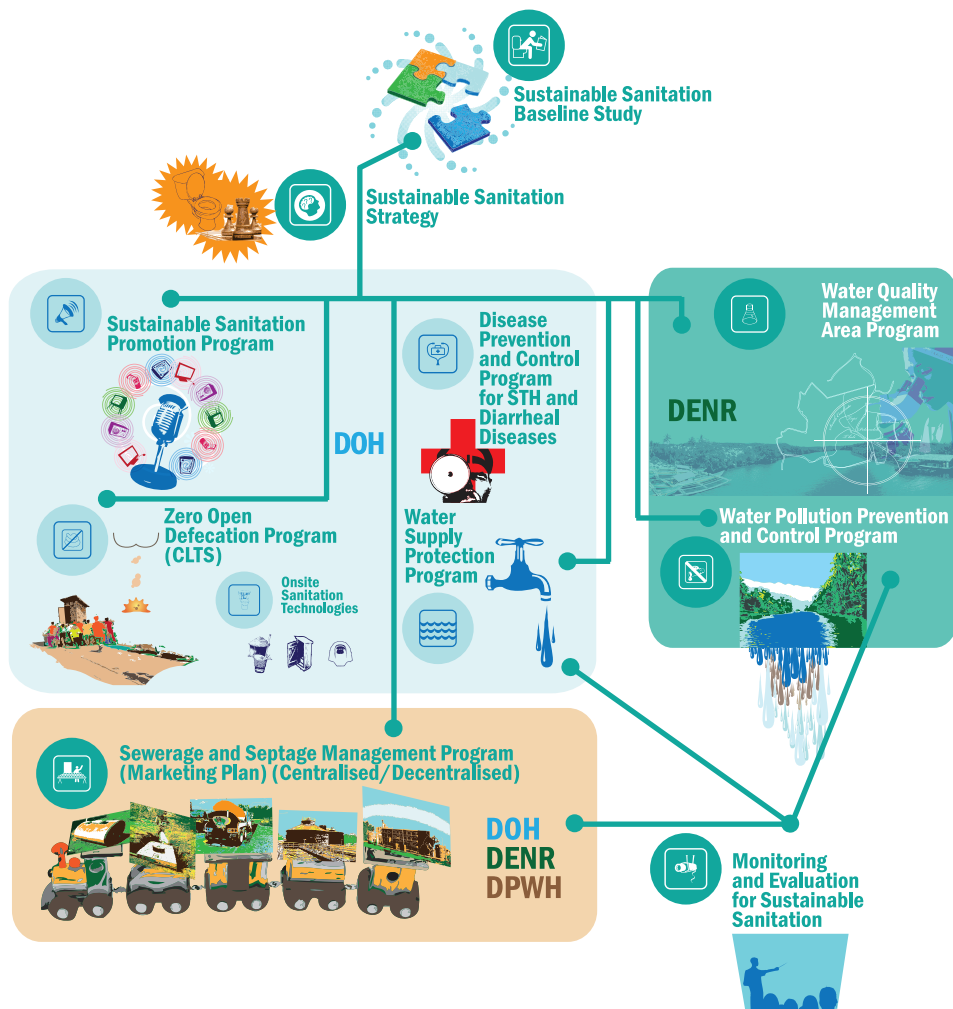 Sustainable Sanitation
Baseline Study
Sustainable Sanitation
Strategy
Sustainable Sanitation
Promotion Program
Disease
Prevention
and Control
Program
for STH and
Diarrheal
Diseases
Water Quality
Management
Area Program
DOH
DENR
Zero Open
Defecation Program
(CLTS)
Onsite
Sanitation
Technologies
Water
Supply
Protection
Program
Water Pollution Prevention
and Control Program
Sewerage and Septage Management Program
(Marketing Plan) (Centralised/Decentralised)
DOH
DENR
DPWH
Monitoring
and Evaluation
for Sustainable
Sanitation